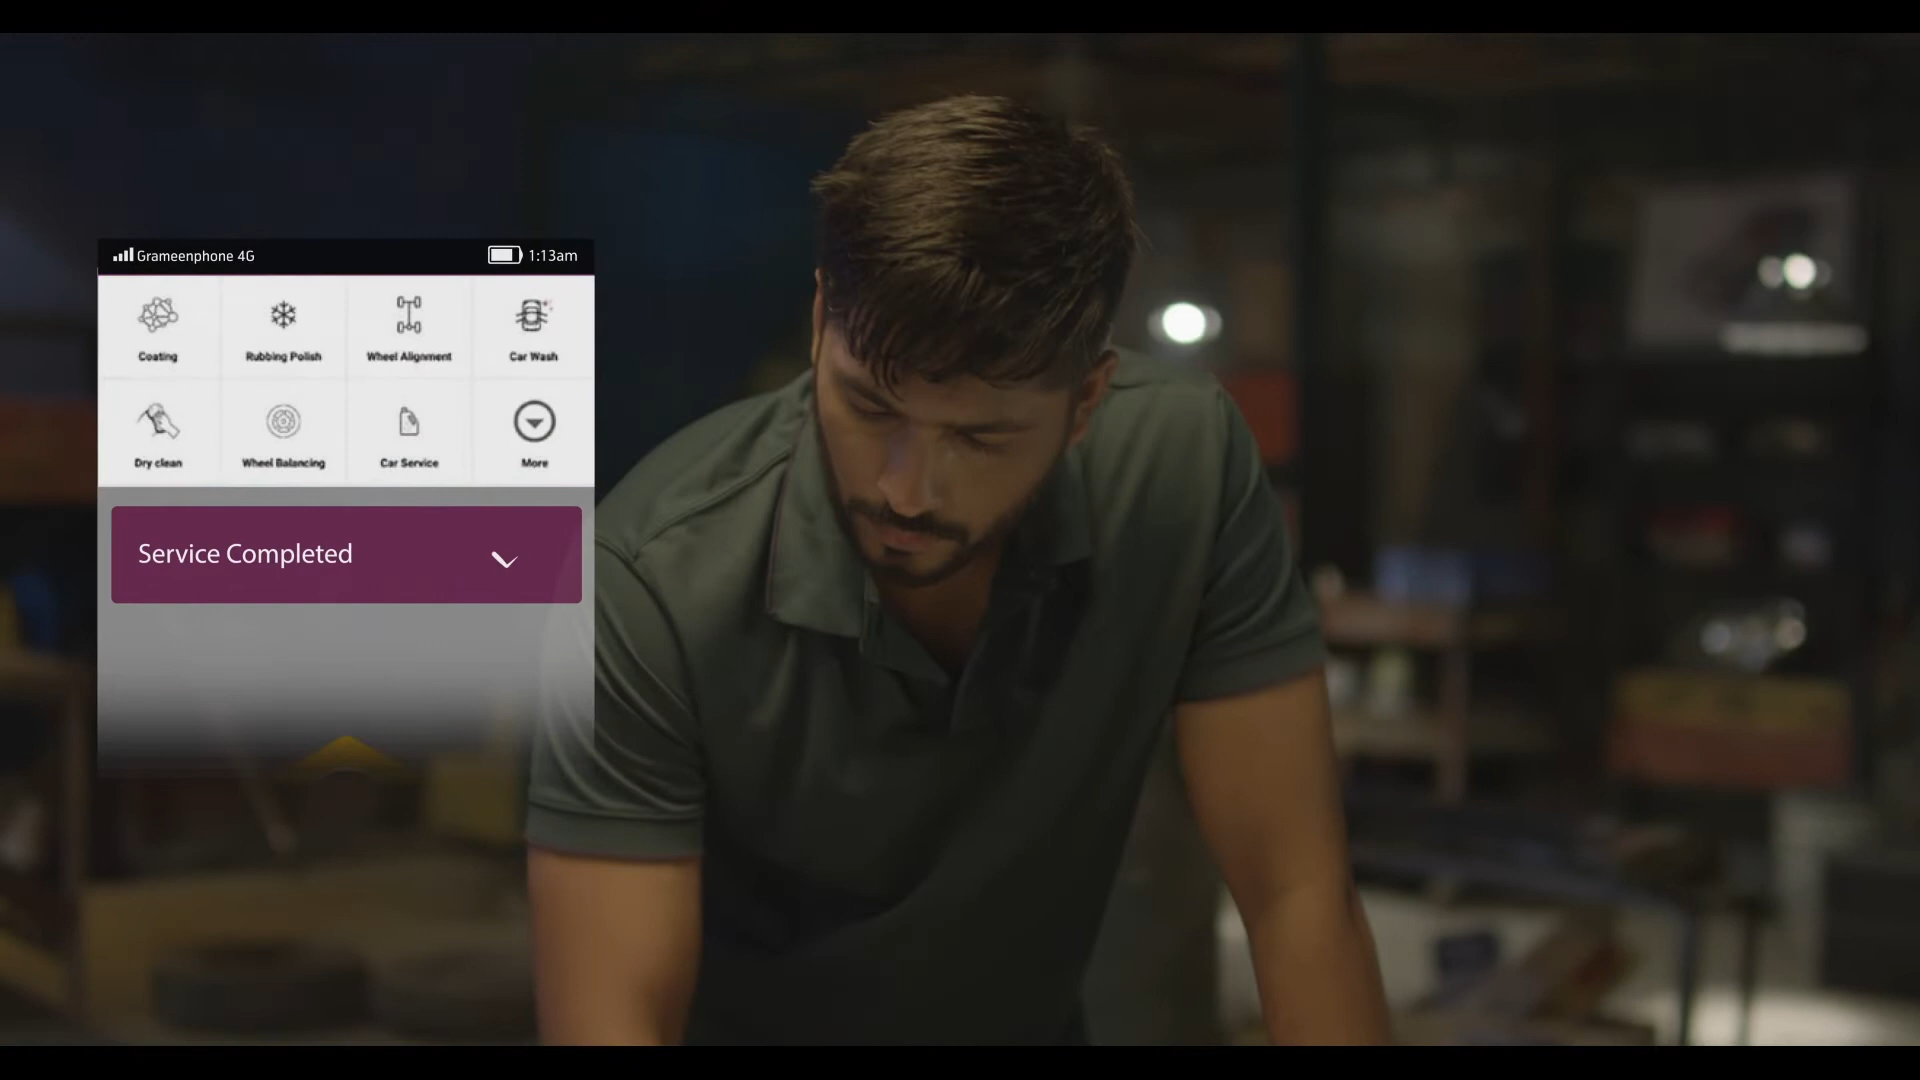 Grameenphone 4G 1:13am
Coating Rubbing Polish Wheel Alignment Car Wash
Dry clean Wheel Balancing Car Service More
Service Completed